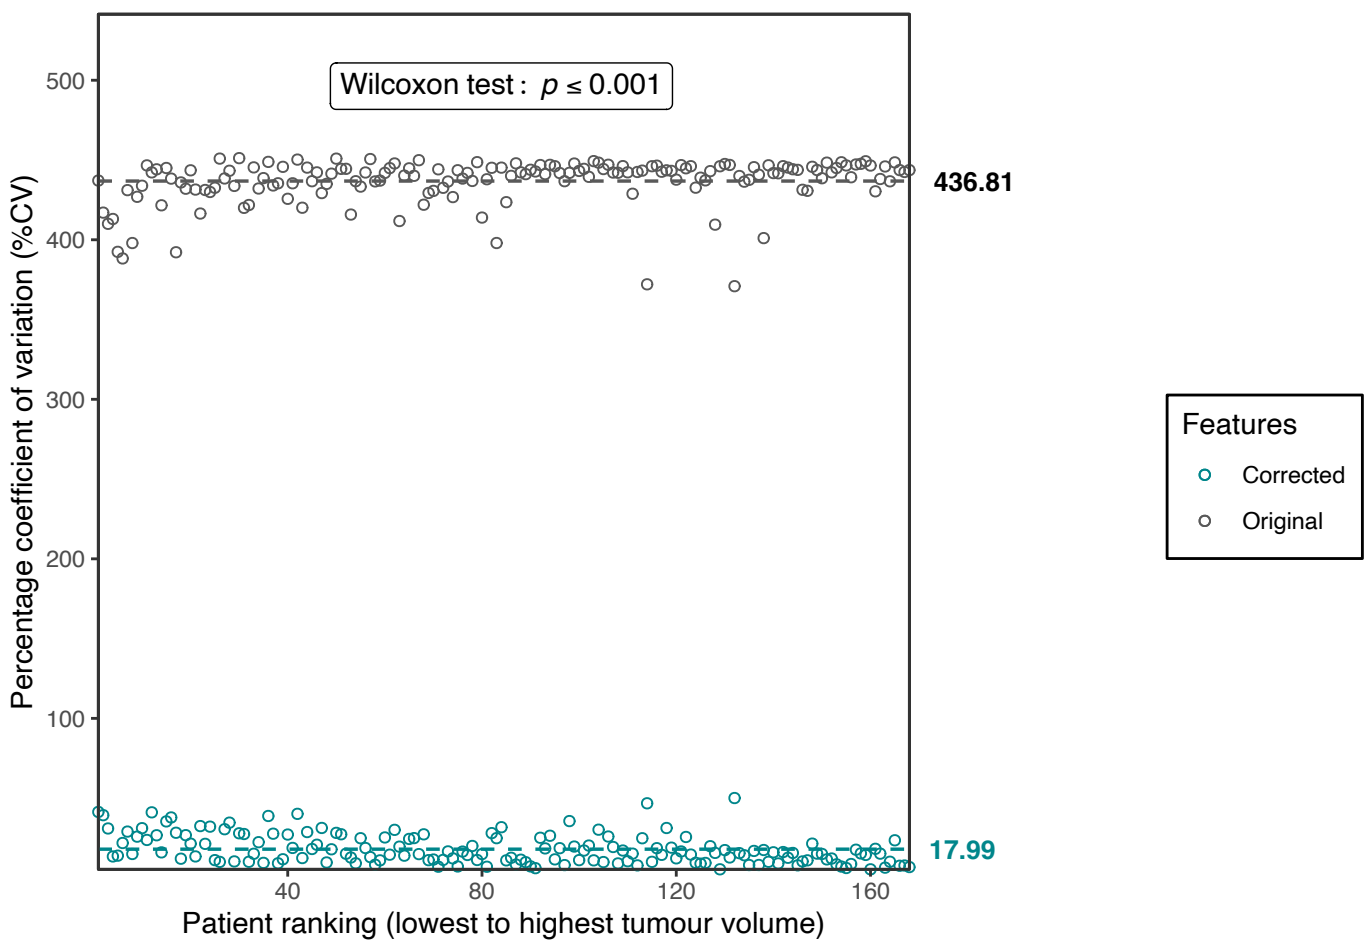 500
Wilcoxon test: p ≤ 0.001
436.81
400
Percentage coefficient of variation (%CV)
300
Features
Corrected
Original
200
100
17.99
40 80 120 160
Patient ranking (lowest to highest tumour volume)